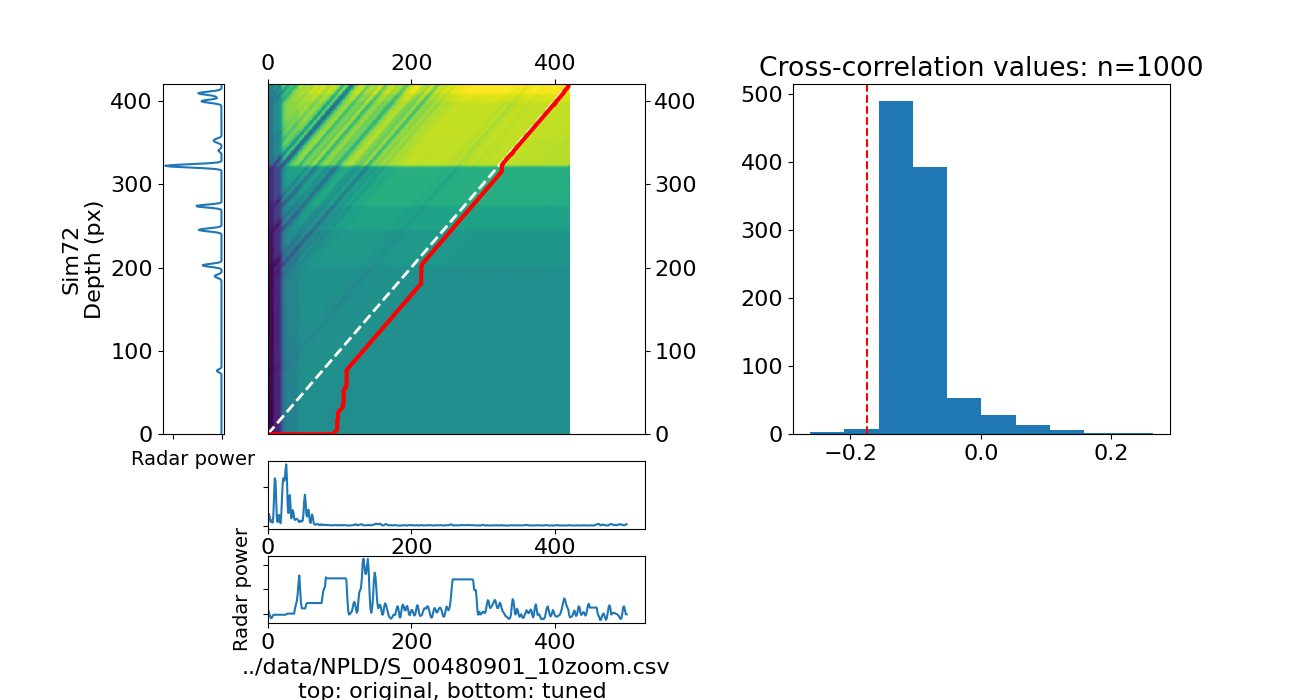 0 200 400
Cross-correlation values: n=1000
400
300
200
100
0
Sim72
Depth (px)
Radar power
400
300
200
100
0
500
400
300
200
100
0
−0.2 0.0 0.2
0 200 400
Radar power
0 200 400
../data/NPLD/S_00480901_10zoom.csv
top: original, bottom: tuned